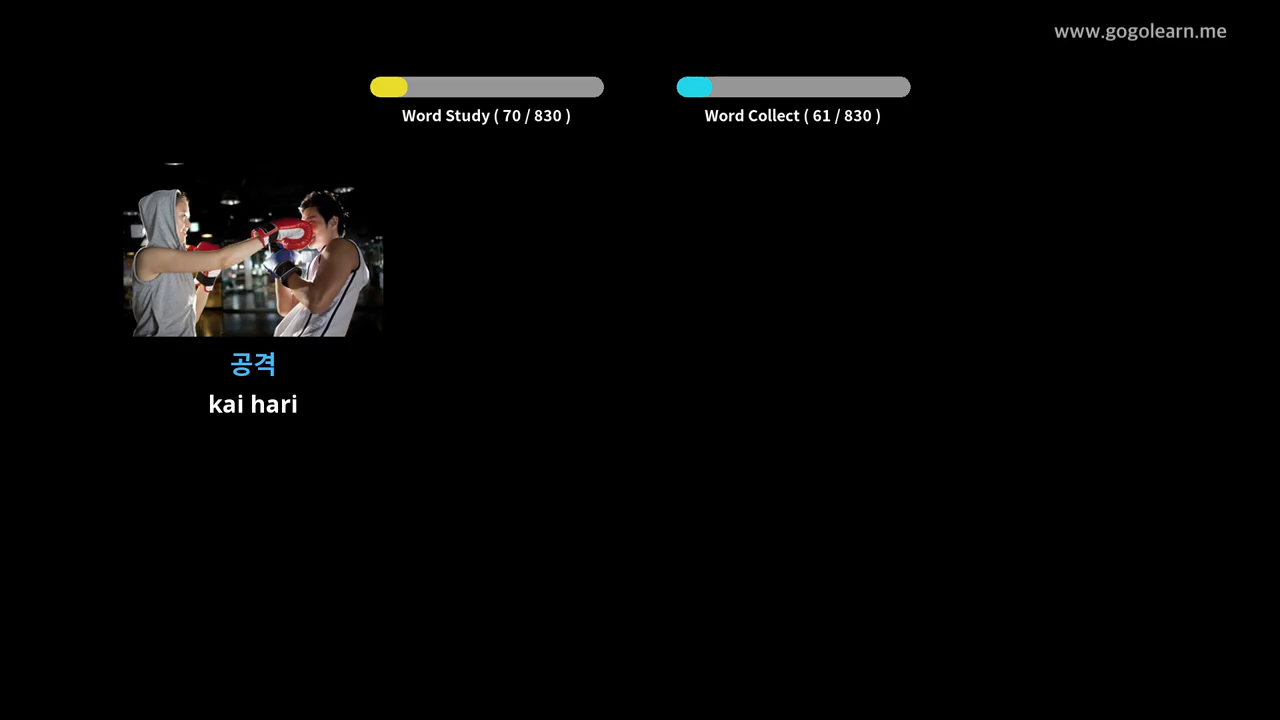 www.gogolearn.me
Word Study ( 70 / 830 )
Word Collect ( 61 / 830 )
공격
kai hari